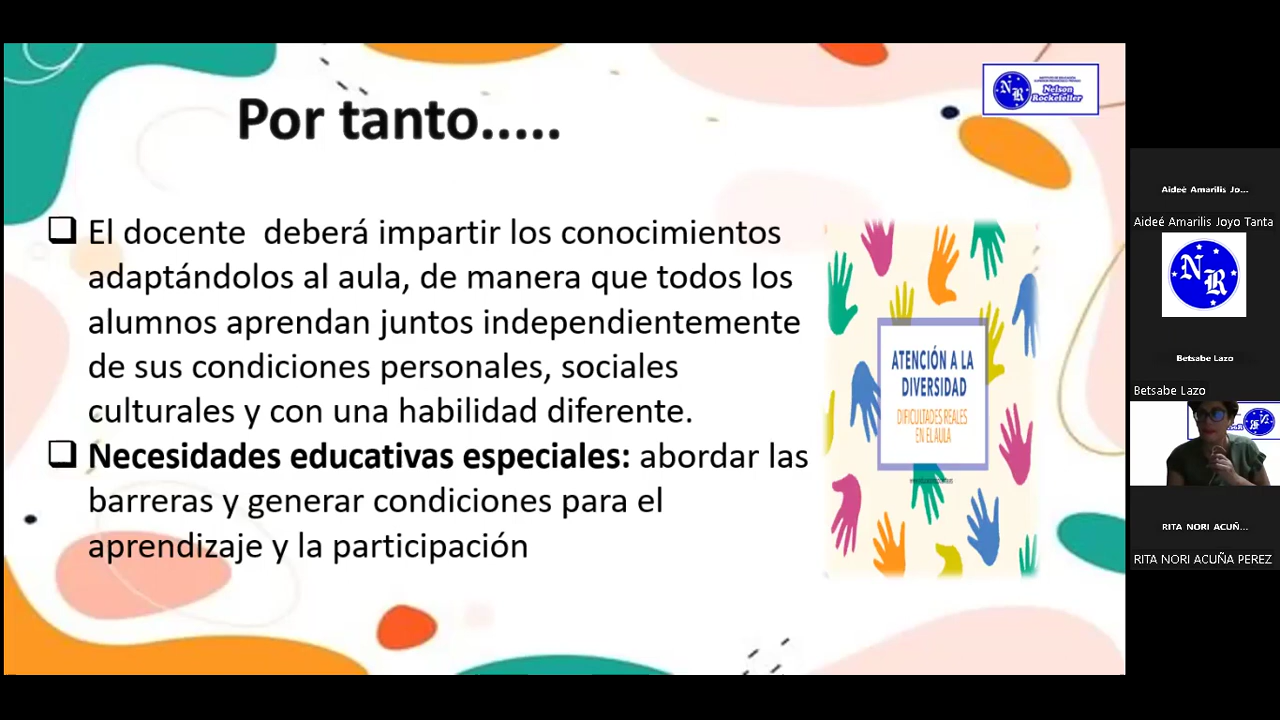 Por tanto.....
Nelson
Rockefeller
NR
El docente  deberá impartir los conocimientos
adaptándolos al aula, de manera que todos los
alumnos aprendan juntos independientemente
de sus condiciones personales, sociales
culturales y con una habilidad diferente.
Necesidades educativas especiales: abordar las
barreras y generar condiciones para el
aprendizaje y la participación
ATENCIÓN A LA
DIVERSIDAD
DIFICULTADES REALES
EN EL AULA
Aideé Amarilis Jo...
Aideé Amarilis Joyo Tanta
NR
Betsabe Lazo
Betsabe Lazo
RITA NORI ACUÑ...
RITA NORI ACUÑA PEREZ